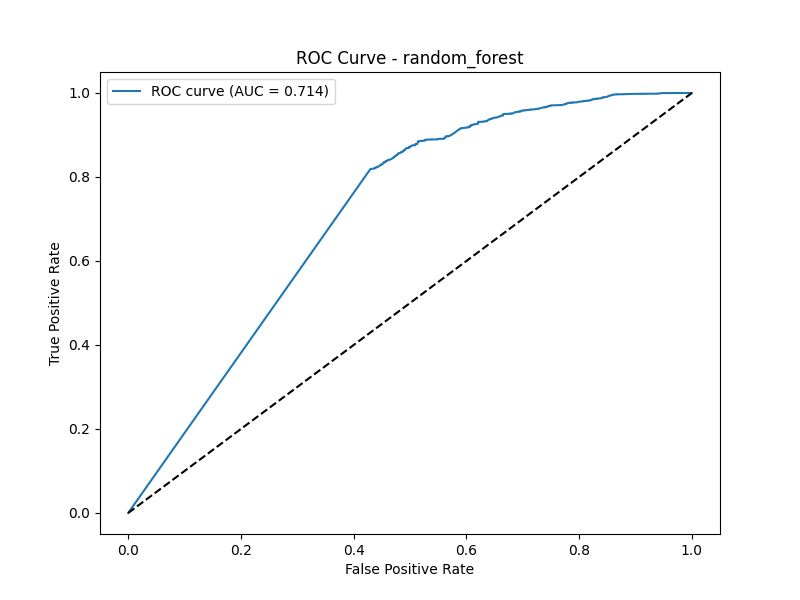 ROC Curve - random_forest
ROC curve (AUC = 0.714)
1.0
0.8
0.6
0.4
0.2
0.0
True Positive Rate
0.0 0.2 0.4 0.6 0.8 1.0
False Positive Rate